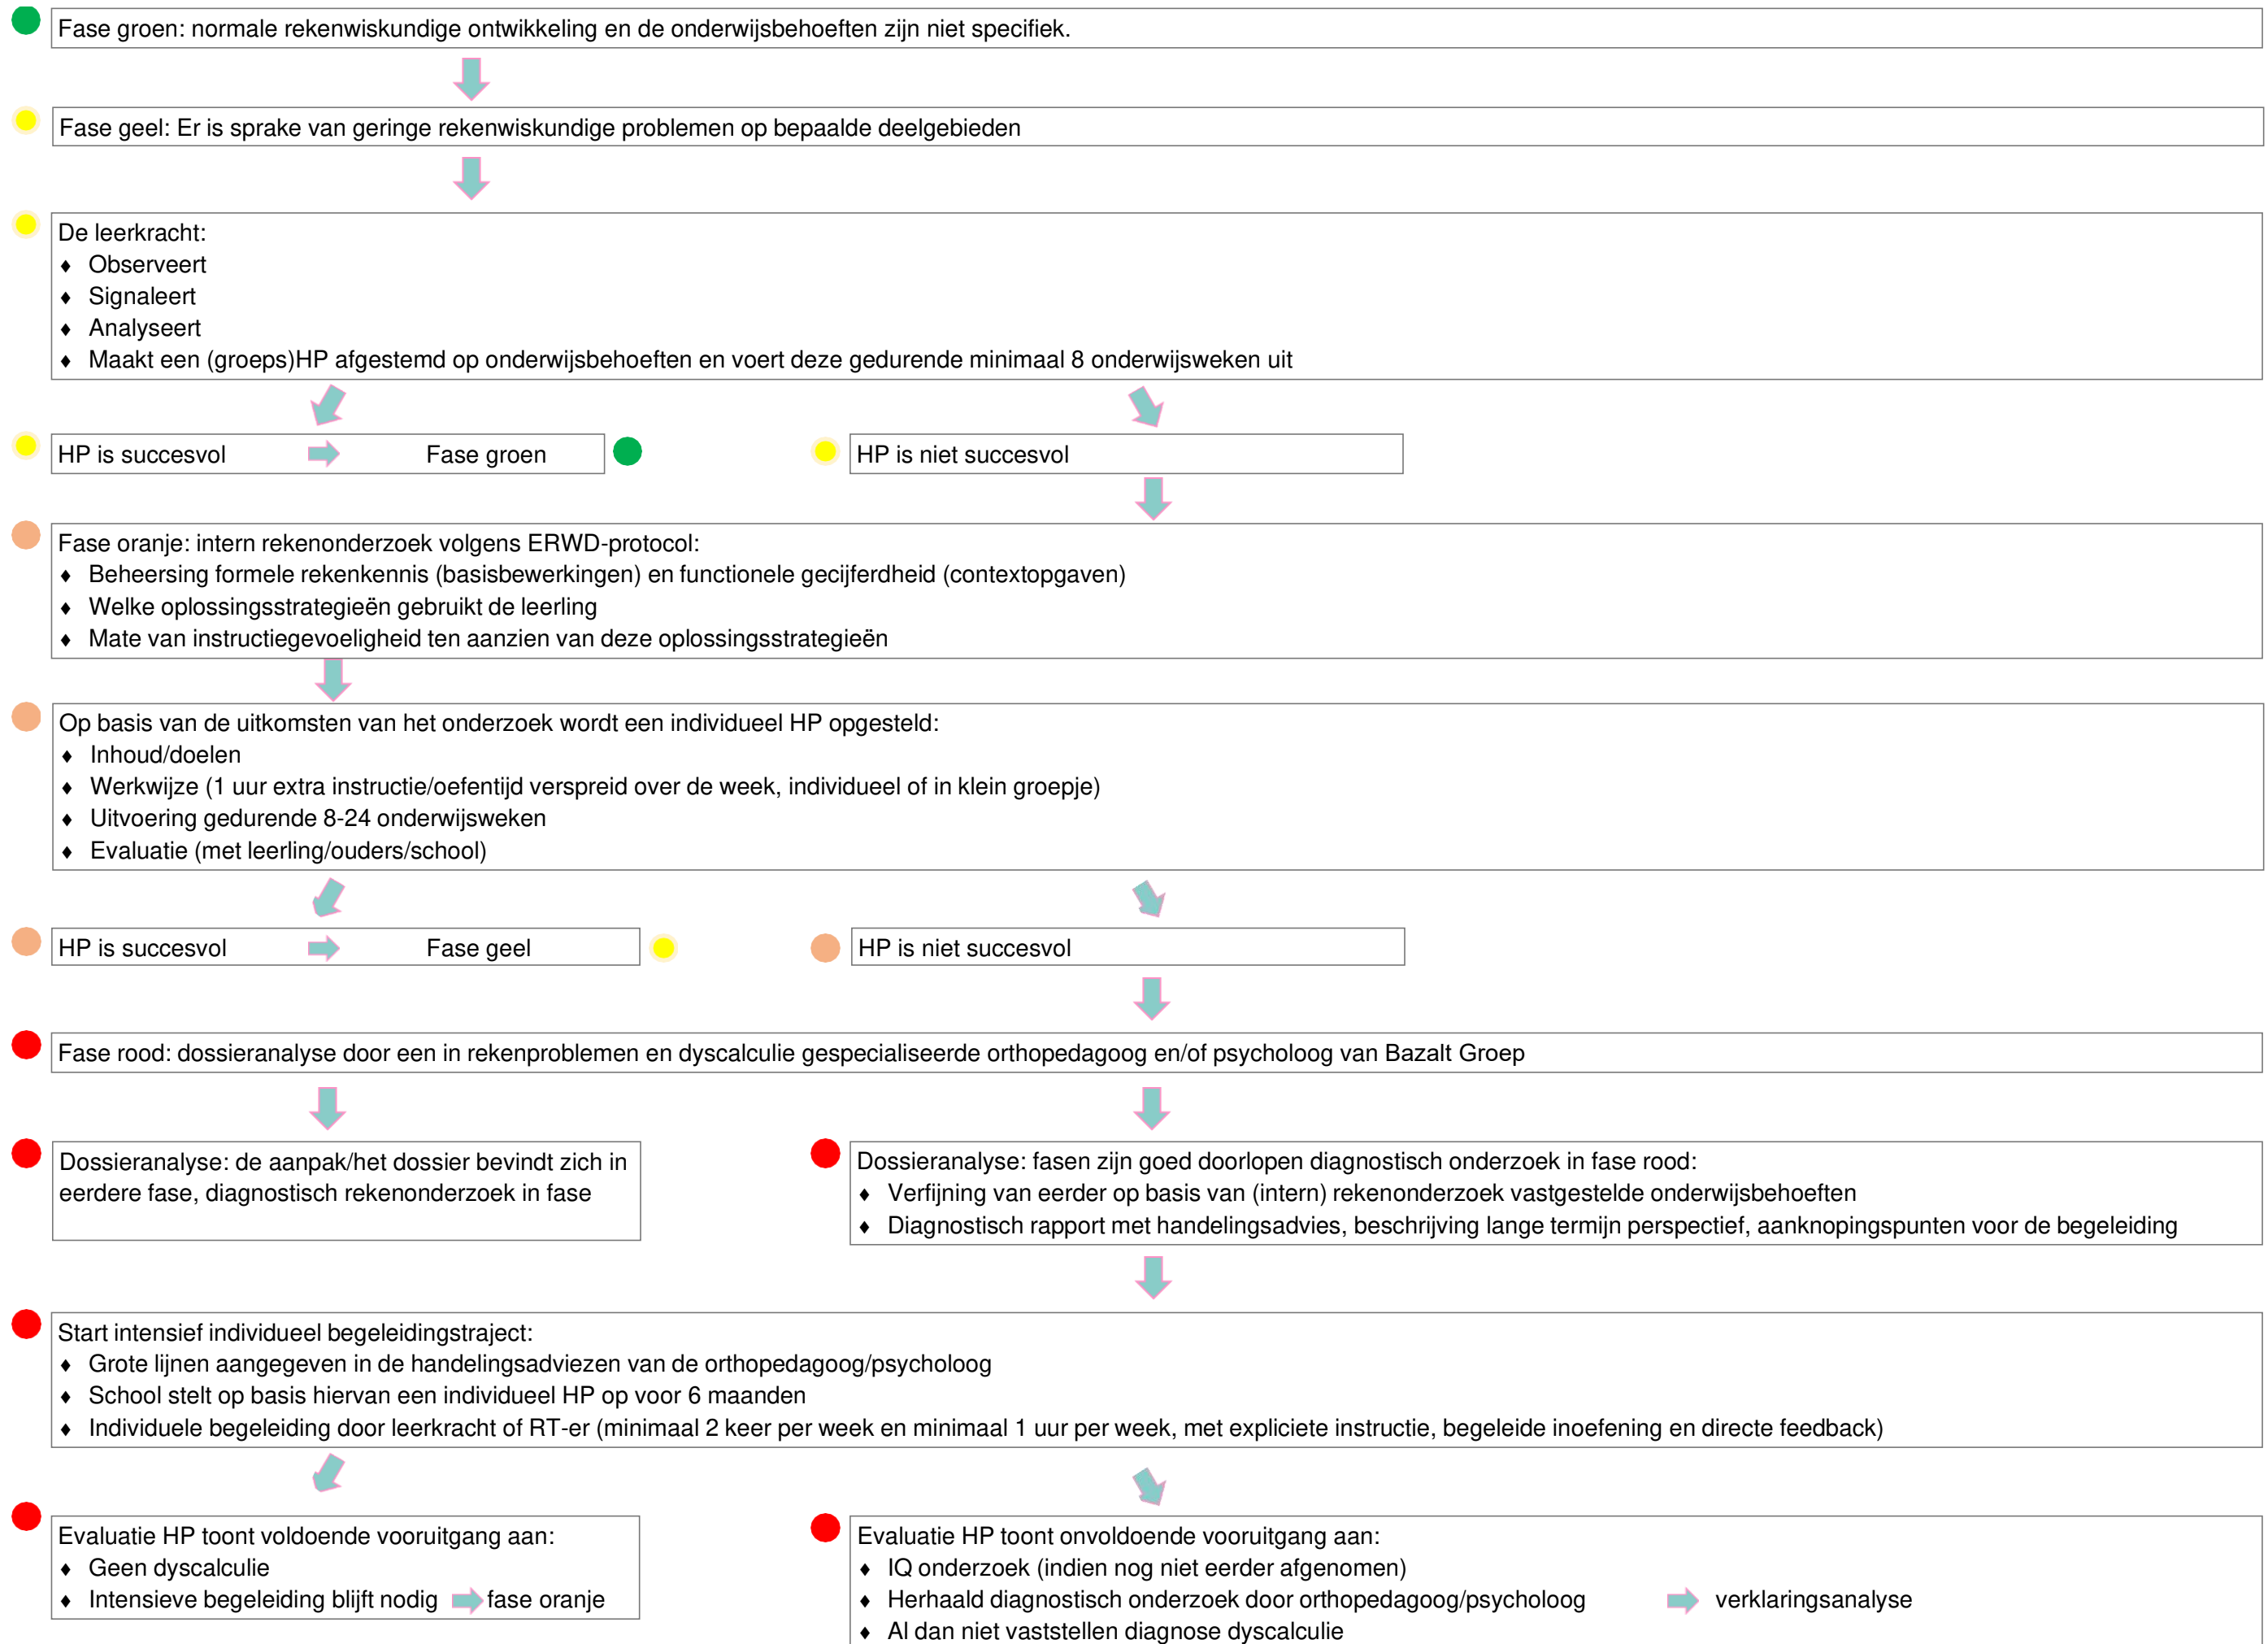 Fase groen: normale rekenwiskundige ontwikkeling en de onderwijsbehoeften zijn niet specifiek.
Fase geel: Er is sprake van geringe rekenwiskundige problemen op bepaalde deelgebieden
De leerkracht:
♦ Observeert
♦ Signaleert
♦ Analyseert
♦ Maakt een (groeps)HP afgestemd op onderwijsbehoeften en voert deze gedurende minimaal 8 onderwijsweken uit
HP is succesvol Fase groen
HP is niet succesvol
Fase oranje: intern rekenonderzoek volgens ERWD-protocol:
♦ Beheersing formele rekenkennis (basisbewerkingen) en functionele gecijferdheid (contextopgaven)
♦ Welke oplossingsstrategieën gebruikt de leerling
♦ Mate van instructiegevoeligheid ten aanzien van deze oplossingsstrategieën
Op basis van de uitkomsten van het onderzoek wordt een individueel HP opgesteld:
♦ Inhoud/doelen
♦ Werkwijze (1 uur extra instructie/oefentijd verspreid over de week, individueel of in klein groepje)
♦ Uitvoering gedurende 8-24 onderwijsweken
♦ Evaluatie (met leerling/ouders/school)
HP is succesvol Fase geel
HP is niet succesvol
Fase rood: dossieranalyse door een in rekenproblemen en dyscalculie gespecialiseerde orthopedagoog en/of psycholoog van Bazalt Groep
Dossieranalyse: de aanpak/het dossier bevindt zich in
eerdere fase, diagnostisch rekenonderzoek in fase
Dossieranalyse: fasen zijn goed doorlopen diagnostisch onderzoek in fase rood:
♦ Verfijning van eerder op basis van (intern) rekenonderzoek vastgestelde onderwijsbehoeften
♦ Diagnostisch rapport met handelingsadvies, beschrijving lange termijn perspectief, aanknopingspunten voor de begeleiding
Start intensief individueel begeleidingstraject:
♦ Grote lijnen aangegeven in de handelingsadviezen van de orthopedagoog/psycholoog
♦ School stelt op basis hiervan een individueel HP op voor 6 maanden
♦ Individuele begeleiding door leerkracht of RT-er (minimaal 2 keer per week en minimaal 1 uur per week, met expliciete instructie, begeleide inoefening en directe feedback)
Evaluatie HP toont voldoende vooruitgang aan:
♦ Geen dyscalculie
♦ Intensieve begeleiding blijft nodig fase oranje
Evaluatie HP toont onvoldoende vooruitgang aan:
♦ IQ onderzoek (indien nog niet eerder afgenomen)
♦ Herhaald diagnostisch onderzoek door orthopedagoog/psycholoog verklaringsanalyse
♦ Al dan niet vaststellen diagnose dyscalculie